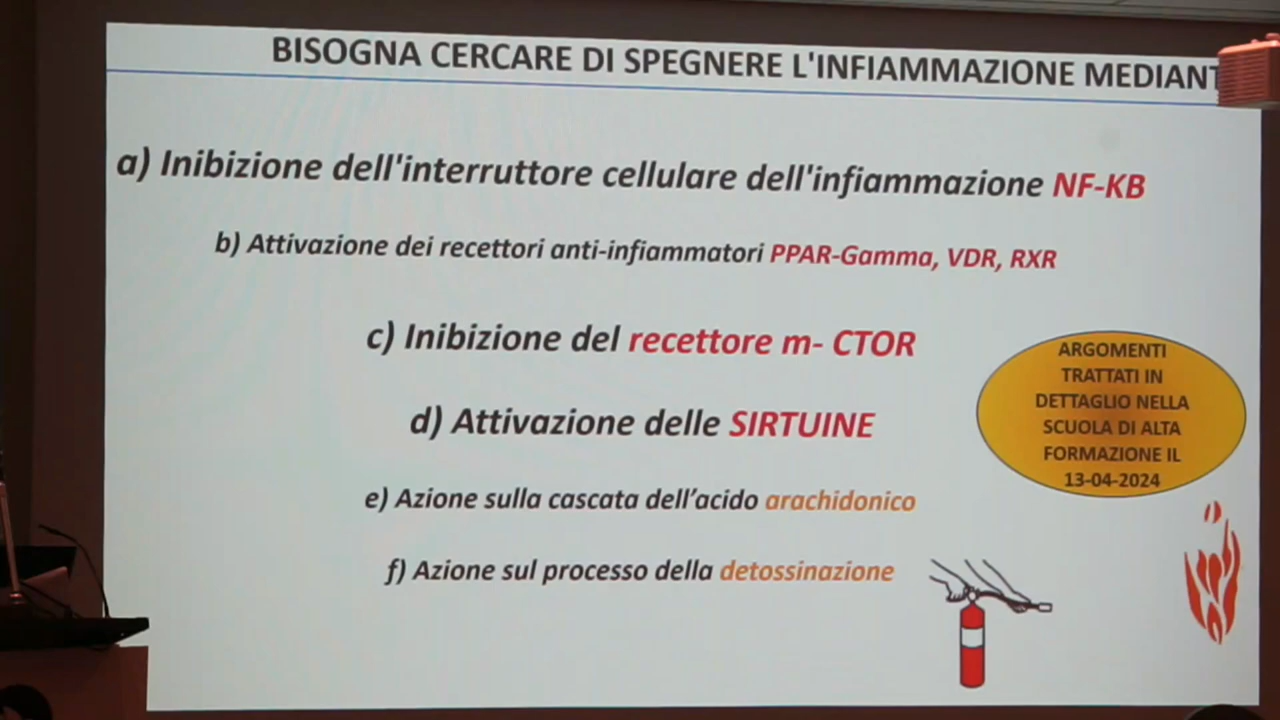 BISOGNA CERCARE DI SPEGNERE L'INFIAMMAZIONE MEDIANT
a) Inibizione dell'interruttore cellulare dell'infiammazione NF-KB
b) Attivazione dei recettori anti-infiammatori PPAR-Gamma, VDR, RXR
c) Inibizione del recettore m- CTOR
d) Attivazione delle SIRTUINE
e) Azione sulla cascata dell’acido arachidonico
f) Azione sul processo della detossinazione
ARGOMENTI
TRATTATI IN
DETTAGLIO NELLA
SCUOLA DI ALTA
FORMAZIONE IL
13-04-2024